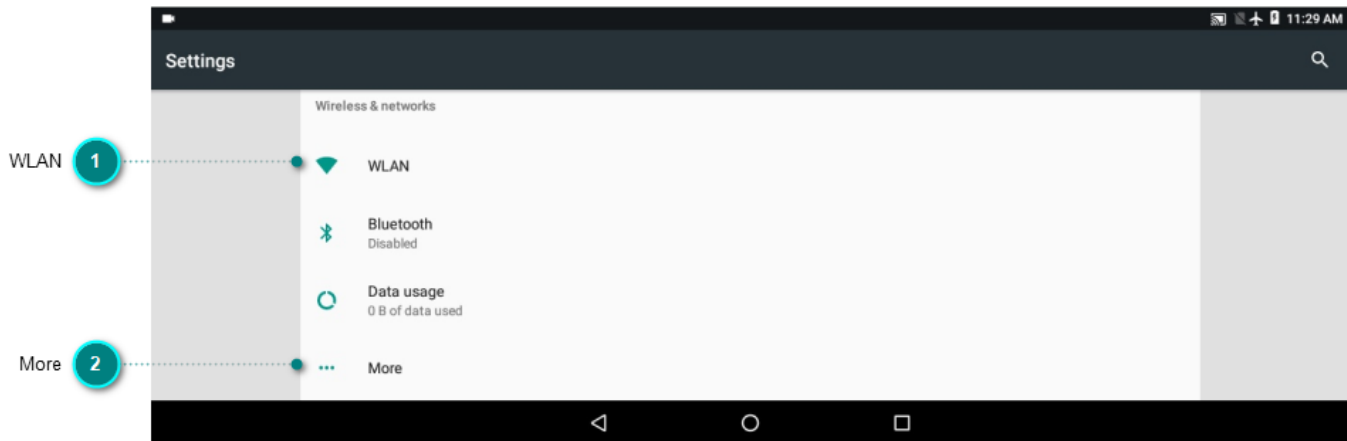 11:29 AM
Settings
Wireless & networks
WLAN 1
WLAN
Bluetooth
Disabled
Data usage
0 B of data used
More 2
More